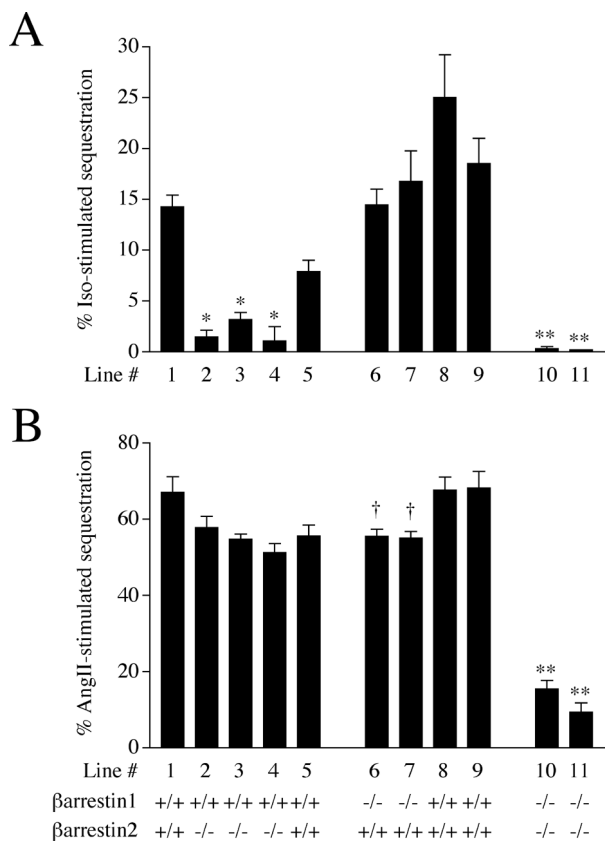 A
% Iso-stimulated sequestration
30
25
20
15
10
5
0
* * *
** **
Line # 1 2 3 4 5 6 7 8 9 10 11
B
% AngII-stimulated sequestration
80
60
40
20
0
† †
** **
Line # 1 2 3 4 5 6 7 8 9 10 11
βarrestin1 +/+ +/+ +/+ +/+ +/+ -/- -/- +/+ +/+ -/- -/-
βarrestin2 +/+ -/- -/- -/- +/+ +/+ +/+ +/+ +/+ -/- -/-